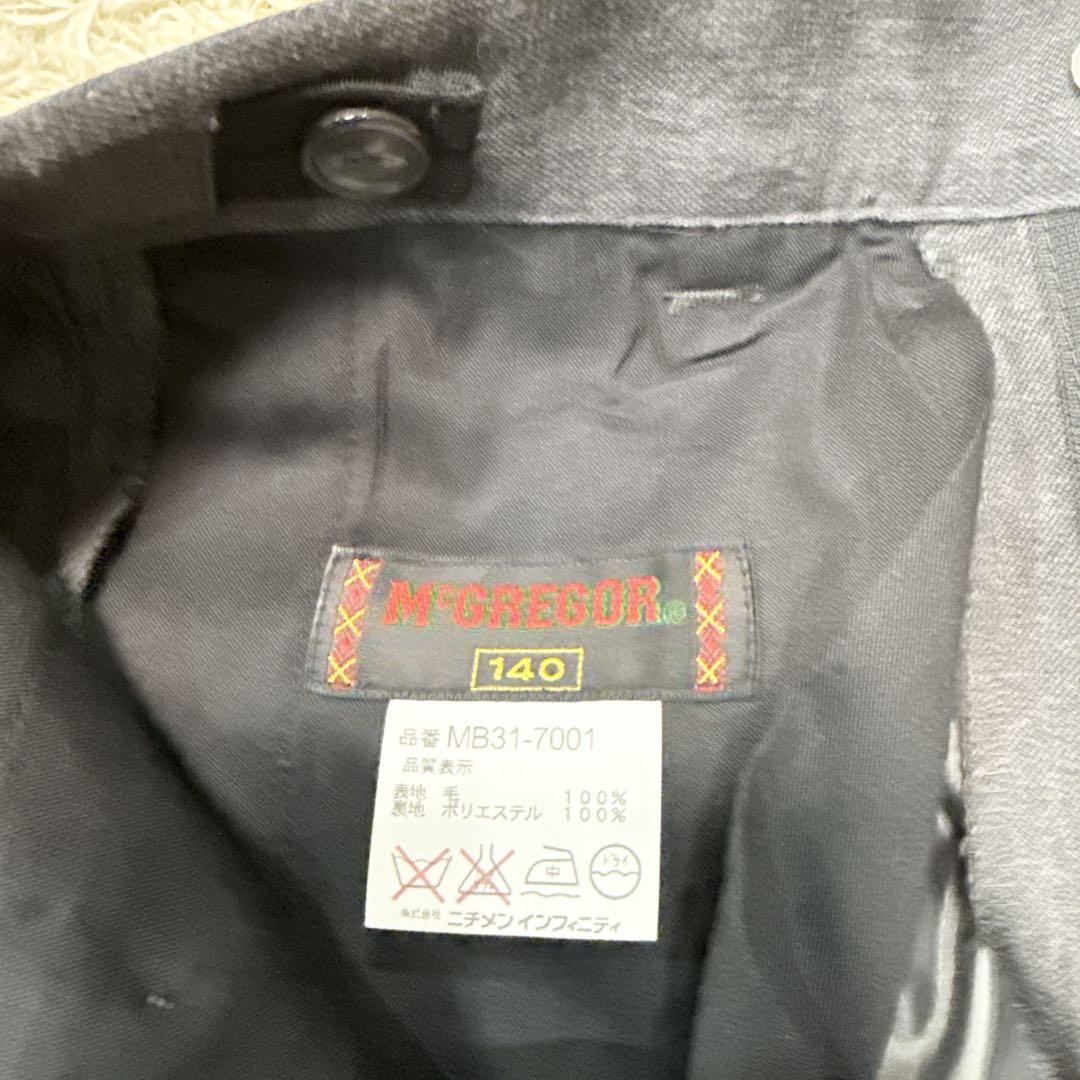 McGREGOR®
140
品番 MB31-7001
品質表示
表地 毛 100%
裏地 ポリエステル 100%
中 ドライ
株式会社 ニチメン インフィニティ